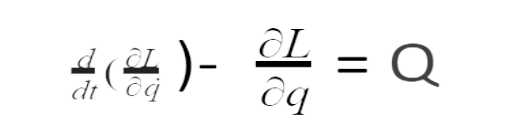 d/dt (∂L/∂q̇) - ∂L/∂q = Q